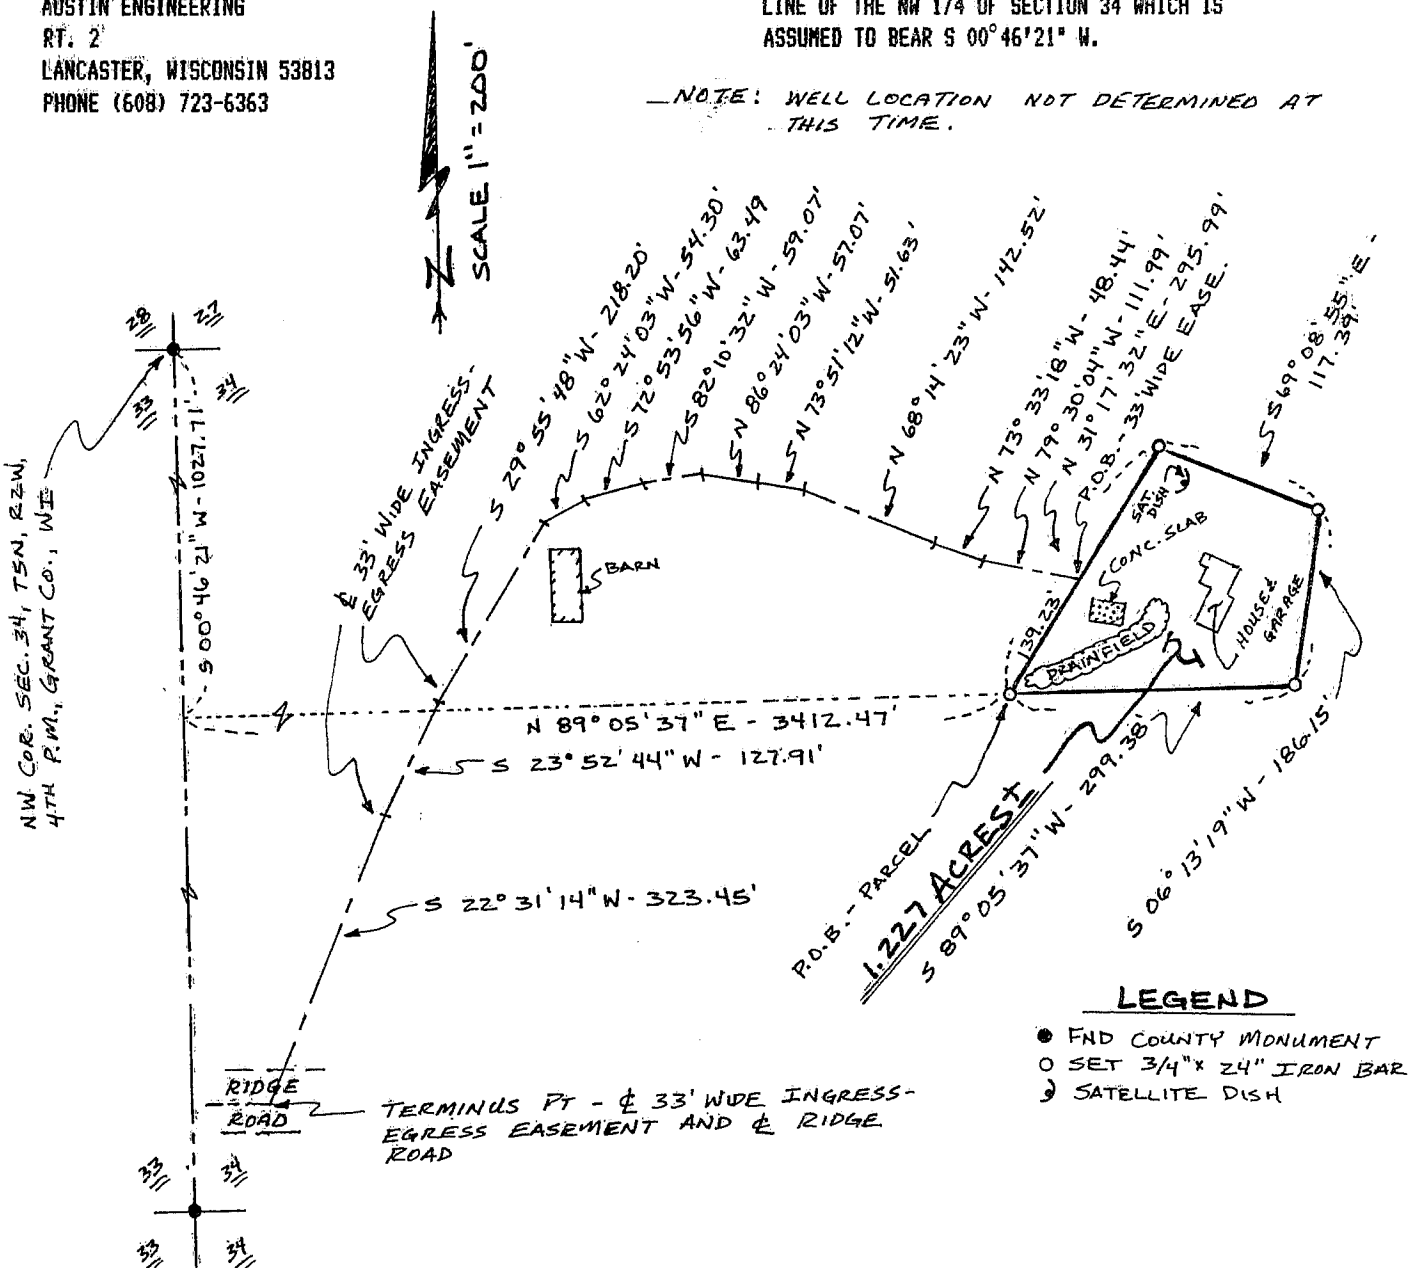 AUSTIN ENGINEERING
RT. 2
LANCASTER, WISCONSIN 53813
PHONE (608) 723-6363
LINE OF THE NW 1/4 OF SECTION 34 WHICH IS
ASSUMED TO BEAR S 00°46'21" W.
NOTE: WELL LOCATION NOT DETERMINED AT
THIS TIME.
N
SCALE 1"=200'
28
27
33
34
NW COR. SEC. 34, T5N, R2W,
4TH P.M., GRANT CO., WI
S 00°46'21" W - 1027.71'
℄ 33' WIDE INGRESS-
EGRESS EASEMENT
S 29° 55' 48" W - 218.20'
S 62° 24' 03" W - 54.30'
S 72° 53' 56" W - 63.49
S 82° 10' 32" W - 59.07'
N 86° 24' 03" W - 57.07'
N 73° 51' 12" W - 51.63'
N 68° 14' 23" W - 142.52'
N 73° 33' 18" W - 48.44'
N 79° 30' 04" W - 111.99'
N 31° 17' 32" E - 295.99'
P.O.B. - 33' WIDE EASE.
S 69° 08' 55" E -
117.39'
SAT.
DISH
CONC. SLAB
BARN
139.23'
DRAINFIELD
HOUSE &
GARAGE
N 89° 05' 37" E - 3412.47'
S 23° 52' 44" W - 127.91'
S 22° 31' 14" W - 323.45'
P.O.B. - PARCEL
1.227 ACRES±
S 89° 05' 37" W - 299.38'
S 06° 13' 19" W - 186.15'
LEGEND
FND COUNTY MONUMENT
SET 3/4" x 24" IRON BAR
SATELLITE DISH
RIDGE
ROAD
TERMINUS PT - ℄ 33' WIDE INGRESS-
EGRESS EASEMENT AND ℄ RIDGE
ROAD
33
34
33
34